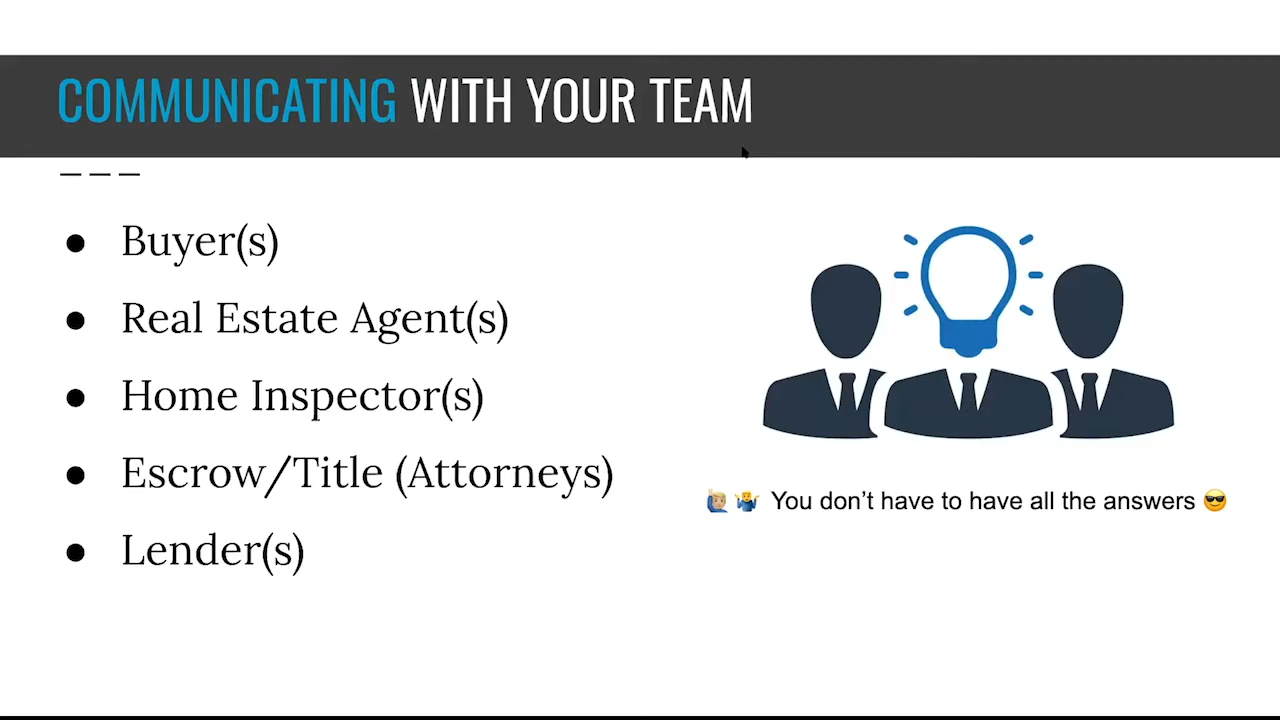 COMMUNICATING WITH YOUR TEAM
● Buyer(s)
● Real Estate Agent(s)
● Home Inspector(s)
● Escrow/Title (Attorneys)
● Lender(s)
🙋🏼‍♂️ 🤷‍♂️ You don’t have to have all the answers 😎